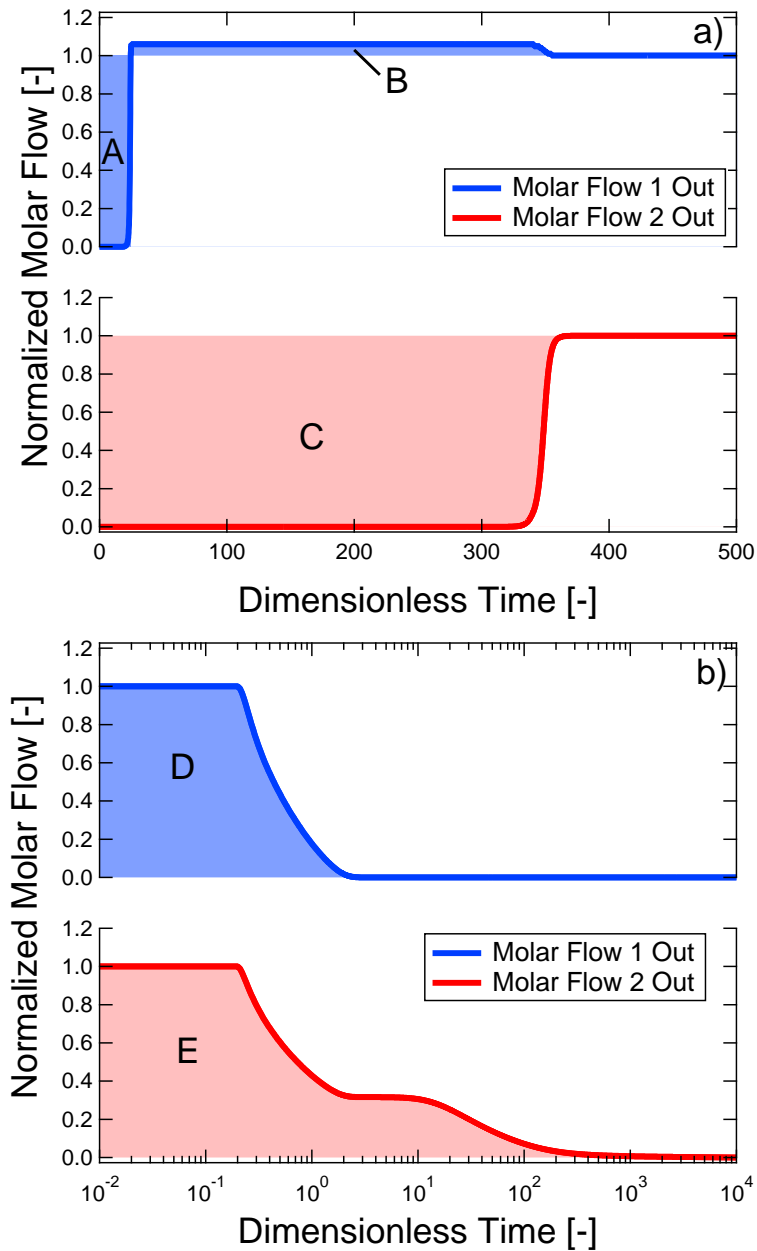 a)
1.2
1.0
0.8
0.6
0.4
0.2
0.0
A
B
Molar Flow 1 Out
Molar Flow 2 Out
Normalized Molar Flow [-]
1.2
1.0
0.8
0.6
0.4
0.2
0.0
C
0 100 200 300 400 500
Dimensionless Time [-]
b)
1.2
1.0
0.8
0.6
0.4
0.2
0.0
D
Normalized Molar Flow [-]
1.2
1.0
0.8
0.6
0.4
0.2
0.0
E
Molar Flow 1 Out
Molar Flow 2 Out
10⁻² 10⁻¹ 10⁰ 10¹ 10² 10³ 10⁴
Dimensionless Time [-]